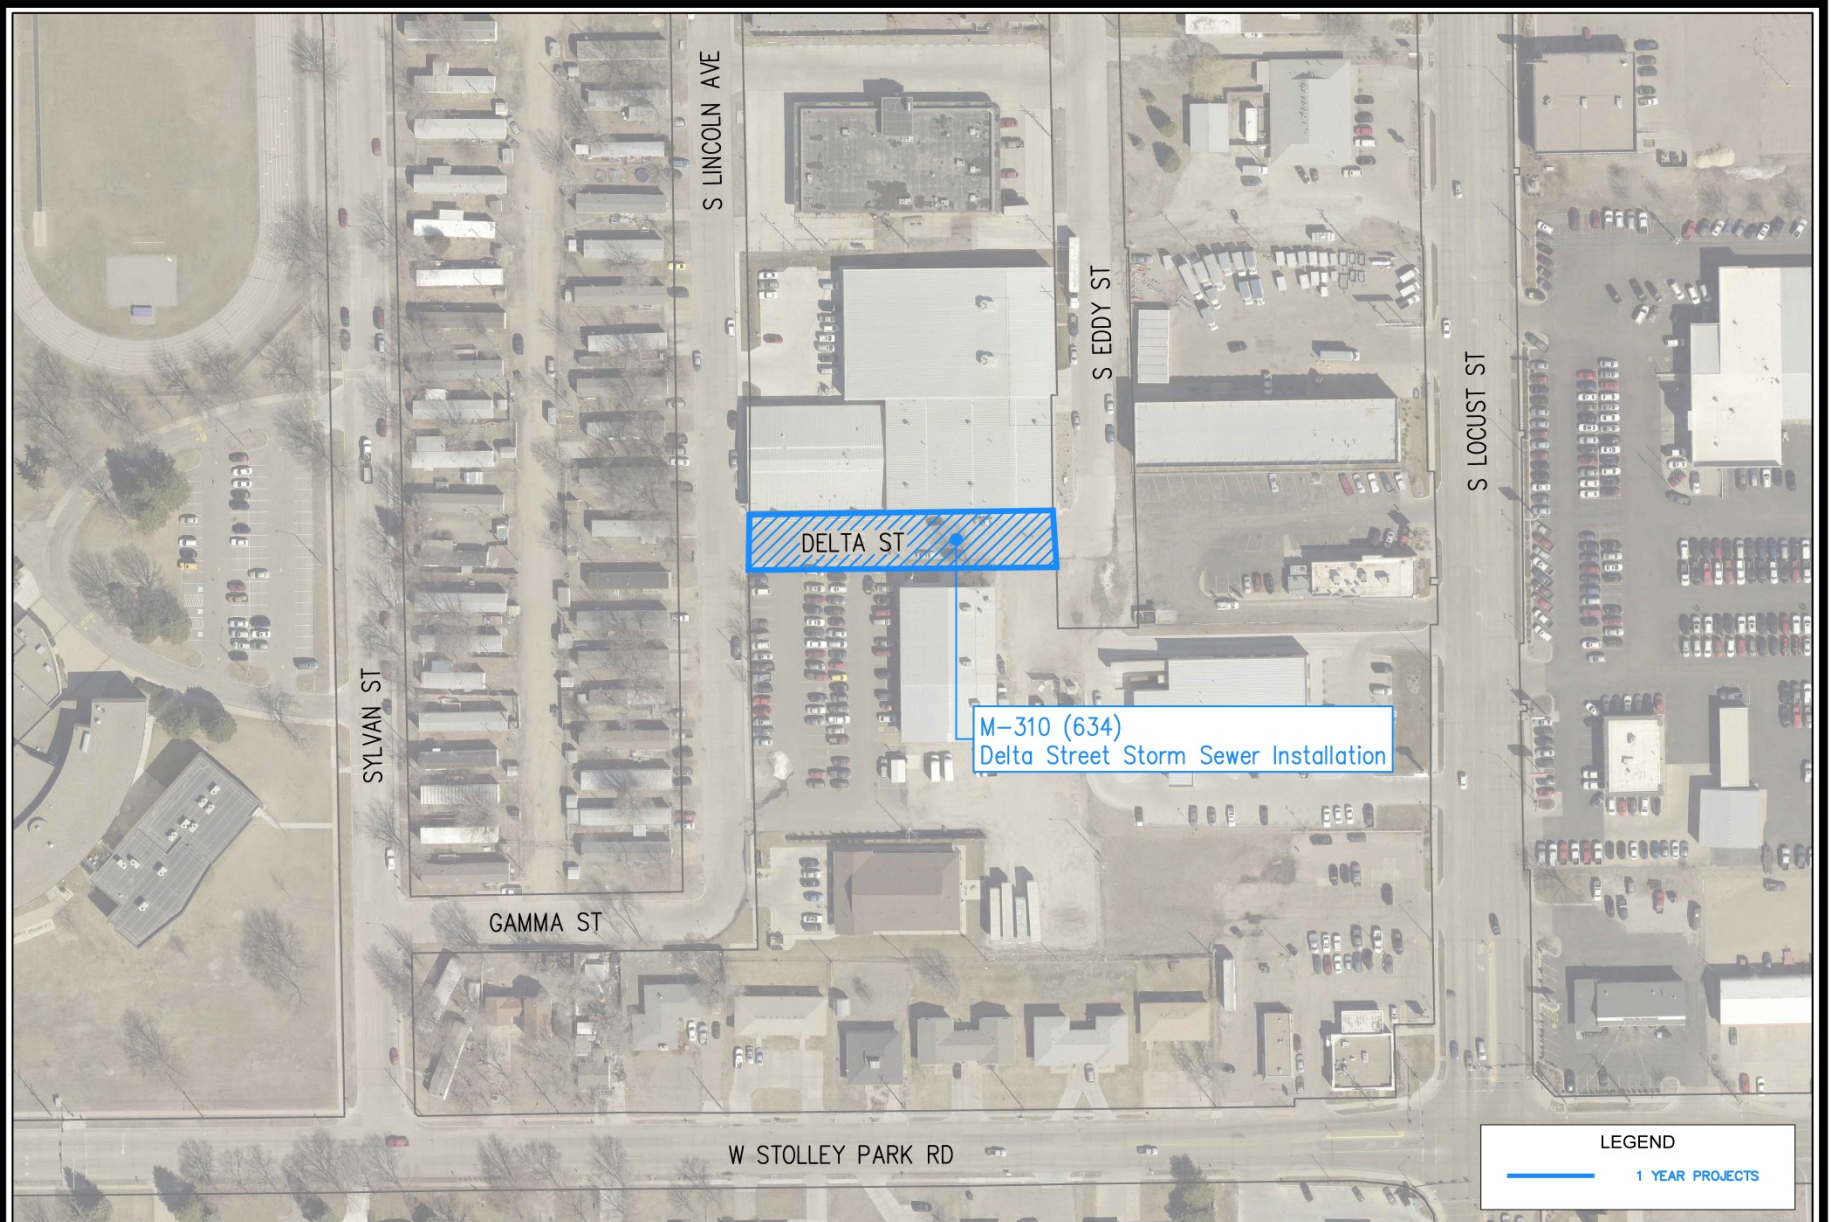 S LINCOLN AVE
S EDDY ST
S LOCUST ST
DELTA ST
SYLVAN ST
M-310 (634)
Delta Street Storm Sewer Installation
GAMMA ST
W STOLLEY PARK RD
LEGEND
1 YEAR PROJECTS